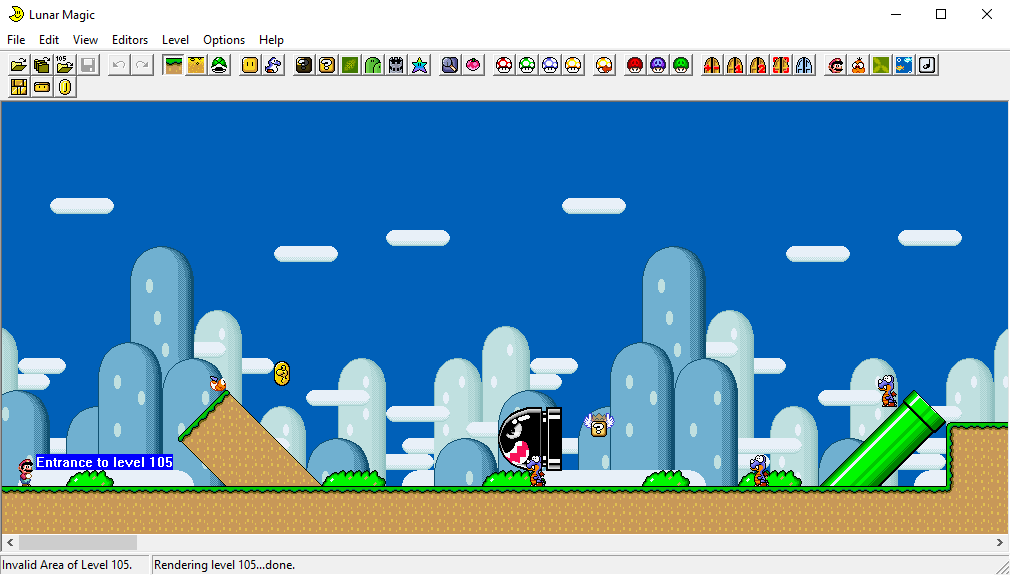 Lunar Magic
File Edit View Editors Level Options Help
105
Entrance to level 105
Invalid Area of Level 105. Rendering level 105...done.